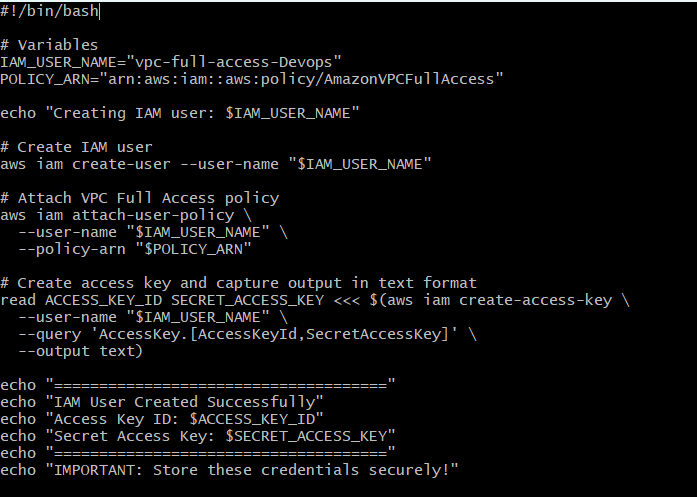 #!/bin/bash
# Variables
IAM_USER_NAME="vpc-full-access-Devops"
POLICY_ARN="arn:aws:iam::aws:policy/AmazonVPCFullAccess"
echo "Creating IAM user: $IAM_USER_NAME"
# Create IAM user
aws iam create-user --user-name "$IAM_USER_NAME"
# Attach VPC Full Access policy
aws iam attach-user-policy \
  --user-name "$IAM_USER_NAME" \
  --policy-arn "$POLICY_ARN"
# Create access key and capture output in text format
read ACCESS_KEY_ID SECRET_ACCESS_KEY <<< $(aws iam create-access-key \
  --user-name "$IAM_USER_NAME" \
  --query 'AccessKey.[AccessKeyId,SecretAccessKey]' \
  --output text)
echo "====================================="
echo "IAM User Created Successfully"
echo "Access Key ID: $ACCESS_KEY_ID"
echo "Secret Access Key: $SECRET_ACCESS_KEY"
echo "====================================="
echo "IMPORTANT: Store these credentials securely!"